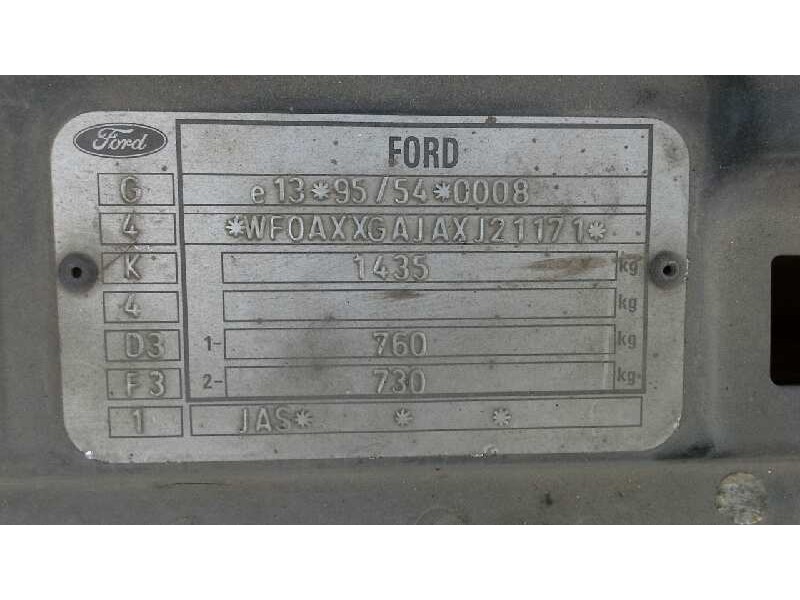 Ford FORD
G e13*95/54*0008
4 *WF0AXXGAJAXJ21171*
K 1435 kg
4 kg
D3 1- 760 kg
F3 2- 730 kg
1 JAS* * *